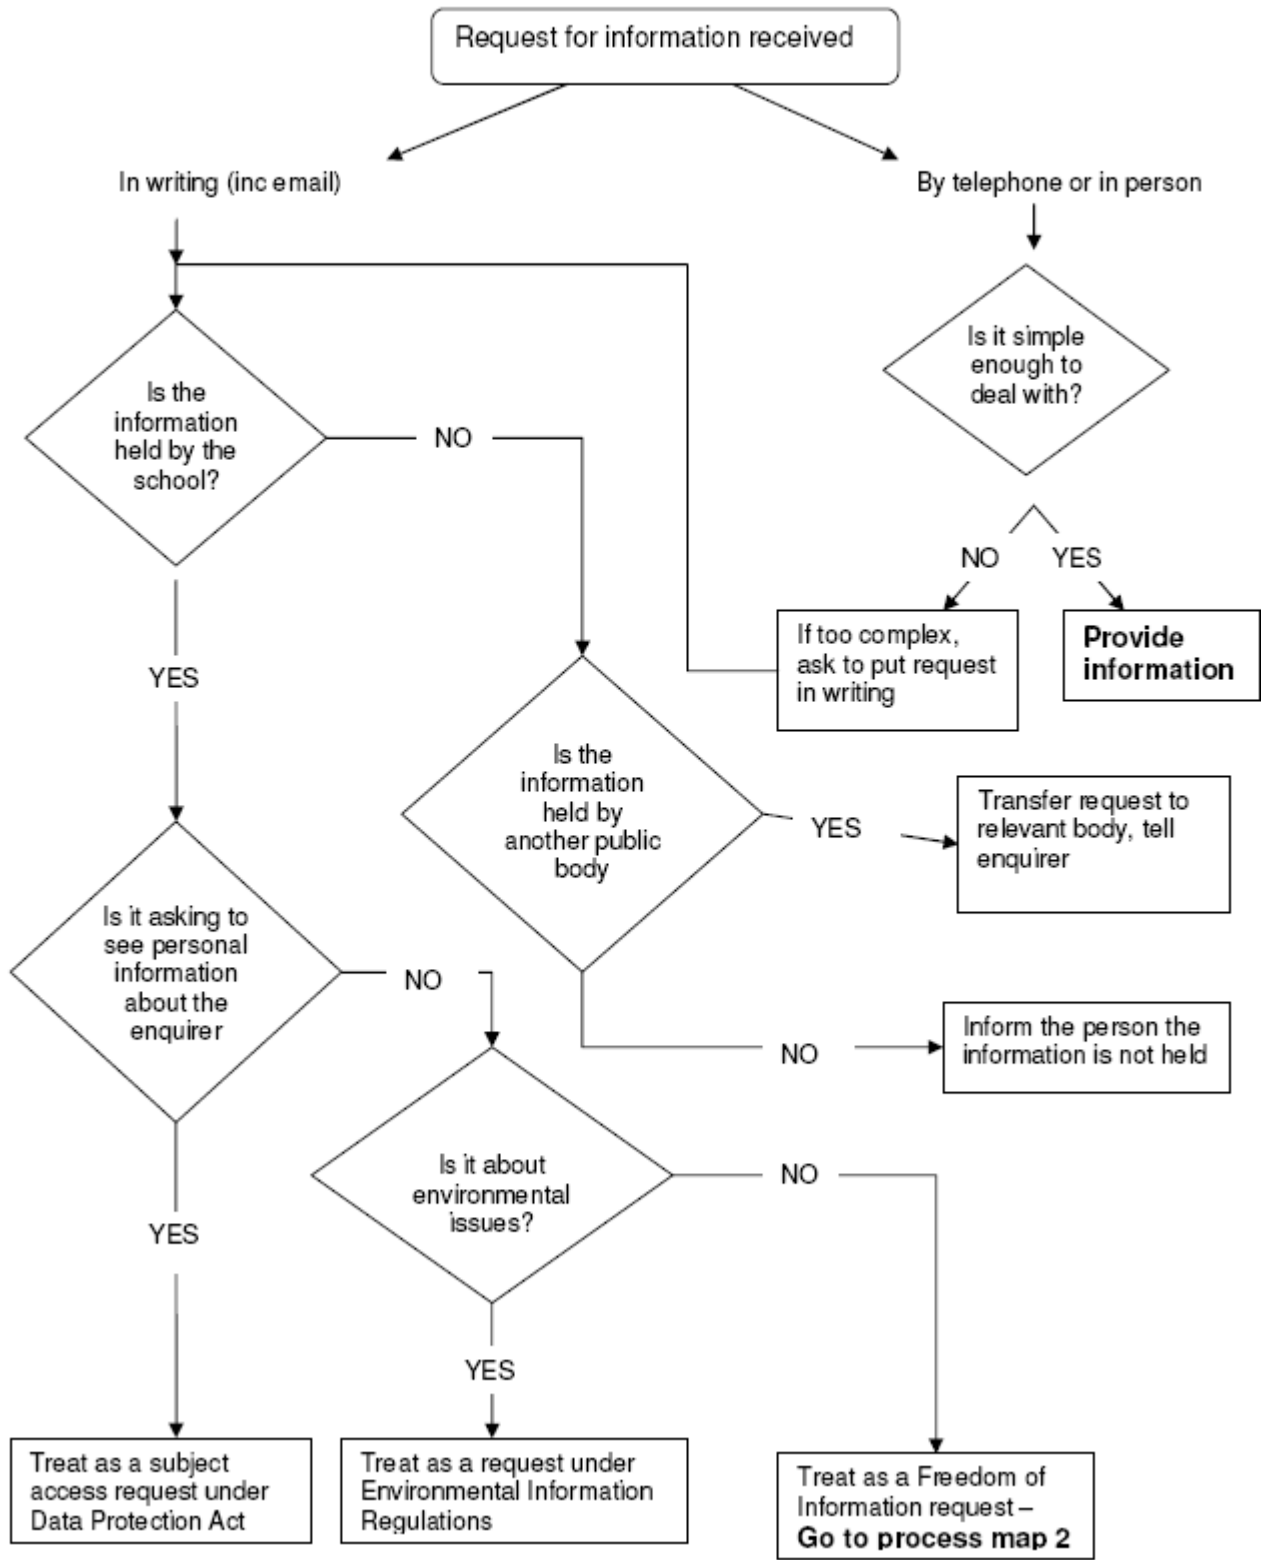 Request for information received
In writing (inc email)
By telephone or in person
Is it simple
enough to
deal with?
Is the
information
held by the
school?
NO
NO
YES
If too complex,
ask to put request
in writing
Provide
information
YES
Is the
information
held by
another public
body
YES
Transfer request to
relevant body, tell
enquirer
Is it asking to
see personal
information
about the
enquirer
NO
NO
Inform the person the
information is not held
Is it about
environmental
issues?
NO
YES
YES
Treat as a subject
access request under
Data Protection Act
Treat as a request under
Environmental Information
Regulations
Treat as a Freedom of
Information request –
Go to process map 2